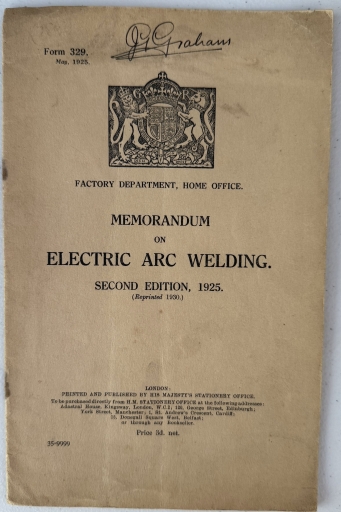 J Graham
Form 329,
May, 1925.
G R
FACTORY DEPARTMENT, HOME OFFICE.
MEMORANDUM
ON
ELECTRIC ARC WELDING.
SECOND EDITION, 1925.
(Reprinted 1930.)
LONDON:
PRINTED AND PUBLISHED BY HIS MAJESTY'S STATIONERY OFFICE.
To be purchased directly from H.M. STATIONERY OFFICE at the following addresses:
Adastral House, Kingsway, London, W.C.2; 120, George Street, Edinburgh;
York Street, Manchester; 1, St. Andrew's Crescent, Cardiff;
15, Donegall Square West, Belfast;
or through any Bookseller.
Price 3d. net.
35-9999